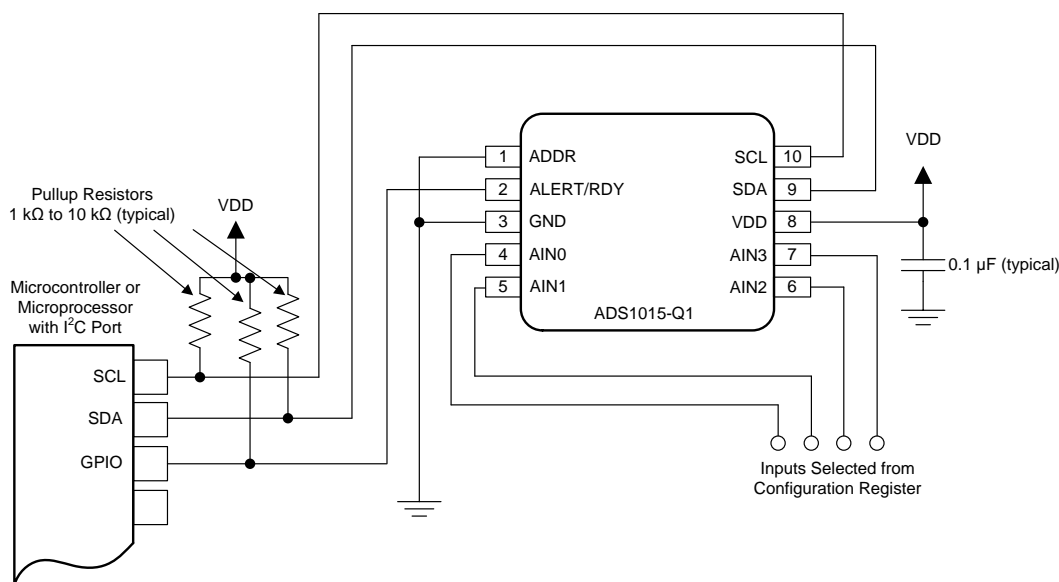 Pullup Resistors
1 kΩ to 10 kΩ (typical)
VDD
Microcontroller or
Microprocessor
with I²C Port
SCL
SDA
GPIO
1 ADDR
2 ALERT/RDY
3 GND
4 AIN0
5 AIN1
SCL 10
SDA 9
VDD 8
AIN3 7
AIN2 6
ADS1015-Q1
VDD
0.1 μF (typical)
Inputs Selected from
Configuration Register